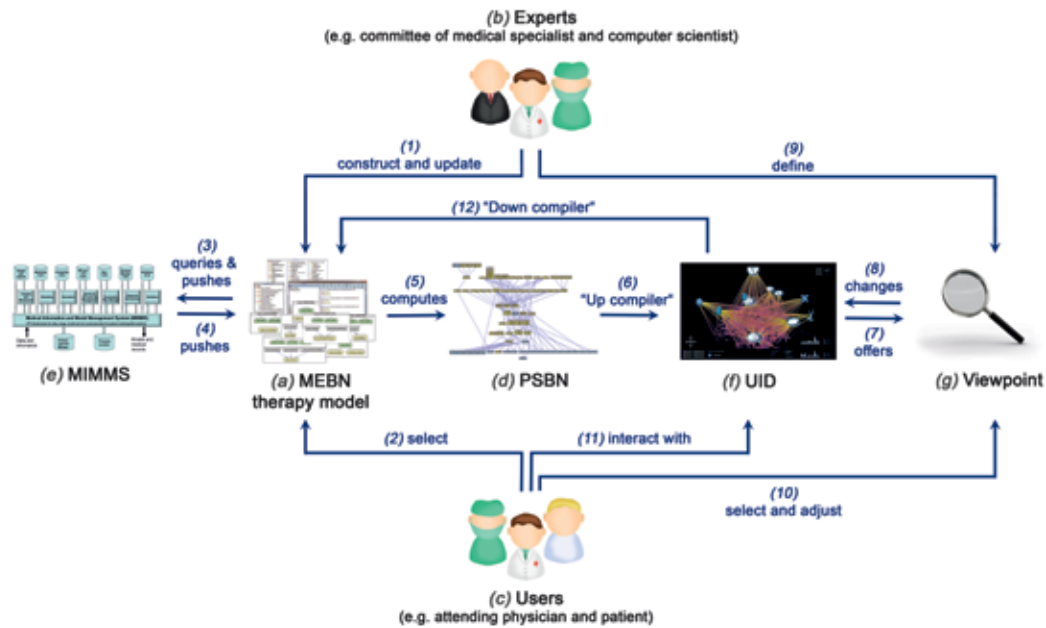 (b) Experts
(e.g. committee of medical specialist and computer scientist)
(1)
construct and update
(9)
define
(12) "Down compiler"
(3)
queries &
pushes
(4)
pushes
(5)
computes
(6)
"Up compiler"
(8)
changes
(7)
offers
(e) MIMMS
(a) MEBN
therapy model
(d) PSBN
(f) UID
(g) Viewpoint
(2) select
(11) interact with
(10)
select and adjust
(c) Users
(e.g. attending physician and patient)